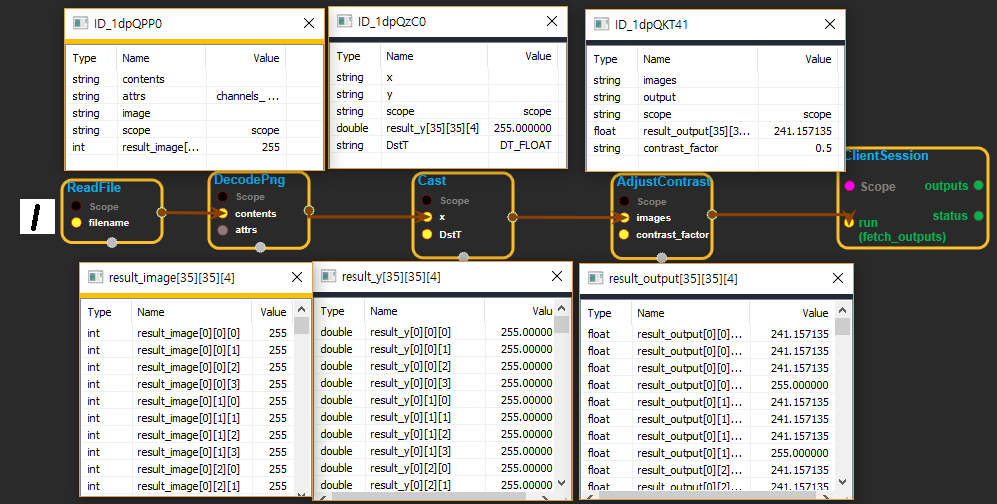 ID_1dpQPP0
Type Name Value
string contents
string attrs channels_ ...
string image
string scope scope
int result_image[... 255
ID_1dpQzC0
Type Name Value
string x
string y
string scope scope
double result_y[35][35][4] 255.000000
string DstT DT_FLOAT
ID_1dpQKT41
Type Name Value
string images
string output
string scope scope
float result_output[35][3... 241.157135
string contrast_factor 0.5
ReadFile
Scope
filename
DecodePng
Scope
contents
attrs
Cast
Scope
x
DstT
AdjustContrast
Scope
images
contrast_factor
ClientSession
Scope outputs
status
run
(fetch_outputs)
result_image[35][35][4]
Type Name Value
int result_image[0][0][0] 255
int result_image[0][0][1] 255
int result_image[0][0][2] 255
int result_image[0][0][3] 255
int result_image[0][1][0] 255
int result_image[0][1][1] 255
int result_image[0][1][2] 255
int result_image[0][1][3] 255
int result_image[0][2][0] 255
int result_image[0][2][1] 255
result_y[35][35][4]
Type Name Valu
double result_y[0][0][0] 255.00000
double result_y[0][0][1] 255.00000
double result_y[0][0][2] 255.00000
double result_y[0][0][3] 255.00000
double result_y[0][1][0] 255.00000
double result_y[0][1][1] 255.00000
double result_y[0][1][2] 255.00000
double result_y[0][1][3] 255.00000
double result_y[0][2][0] 255.00000
double result_y[0][2][1] 255.00000
result_output[35][35][4]
Type Name Value
float result_output[0][0]... 241.157135
float result_output[0][0]... 241.157135
float result_output[0][0]... 241.157135
float result_output[0][0]... 255.000000
float result_output[0][1]... 241.157135
float result_output[0][1]... 241.157135
float result_output[0][1]... 241.157135
float result_output[0][1]... 255.000000
float result_output[0][2]... 241.157135
float result_output[0][2]... 241.157135